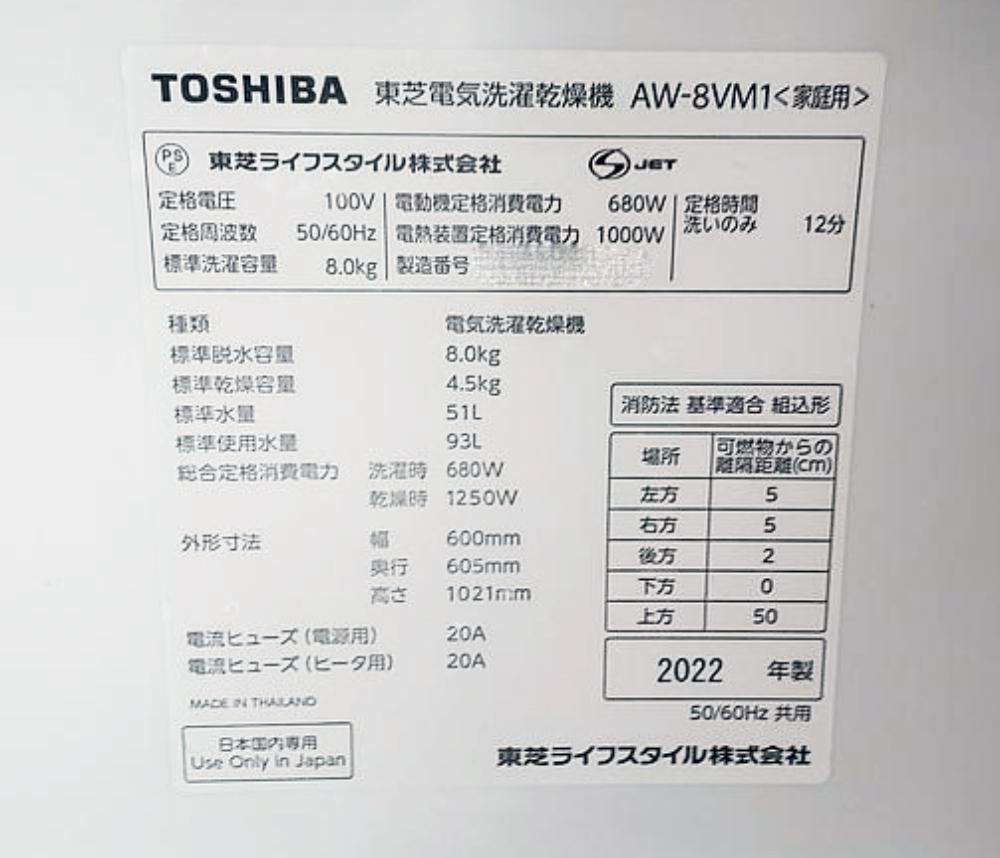 TOSHIBA 東芝電気洗濯乾燥機 AW-8VM1<家庭用>
PSE 東芝ライフスタイル株式会社 S JET
定格電圧 100V 電動機定格消費電力 680W 定格時間
定格周波数 50/60Hz 電熱装置定格消費電力 1000W 洗いのみ 12分
標準洗濯容量 8.0kg 製造番号
種類 電気洗濯乾燥機
標準脱水容量 8.0kg
標準乾燥容量 4.5kg
標準水量 51L
標準使用水量 93L
総合定格消費電力 洗濯時 680W
乾燥時 1250W
外形寸法 幅 600mm
奥行 605mm
高さ 1021mm
電流ヒューズ(電源用) 20A
電流ヒューズ(ヒータ用) 20A
MADE IN THAILAND
日本国内専用
Use Only in Japan
消防法 基準適合 組込形
場所 可燃物からの
離隔距離(cm)
左方 5
右方 5
後方 2
下方 0
上方 50
2022 年製
50/60Hz 共用
東芝ライフスタイル株式会社